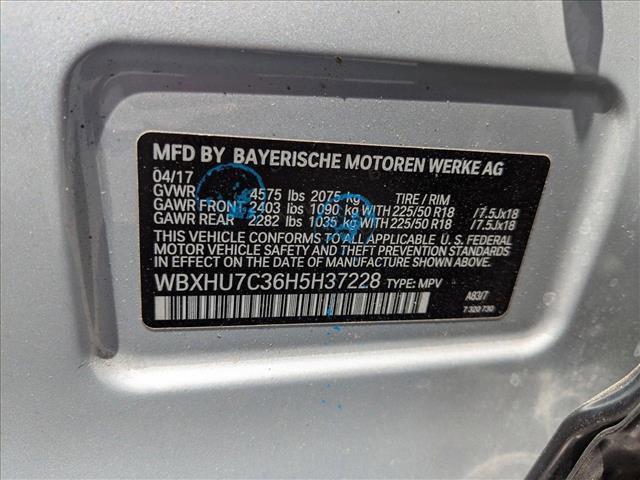 MFD BY BAYERISCHE MOTOREN WERKE AG
04/17
GVWR 4575 lbs 2075 kg TIRE / RIM
GAWR FRONT 2403 lbs 1090 kg WITH 225/50 R18 /7.5Jx18
GAWR REAR 2282 lbs 1035 kg WITH 225/50 R18 /7.5Jx18
THIS VEHICLE CONFORMS TO ALL APPLICABLE U. S. FEDERAL
MOTOR VEHICLE SAFETY AND THEFT PREVENTION STANDARDS
IN EFFECT ON THE DATE OF MANUFACTURE SHOWN ABOVE.
WBXHU7C36H5H37228 TYPE: MPV
A83/7
7 320 730